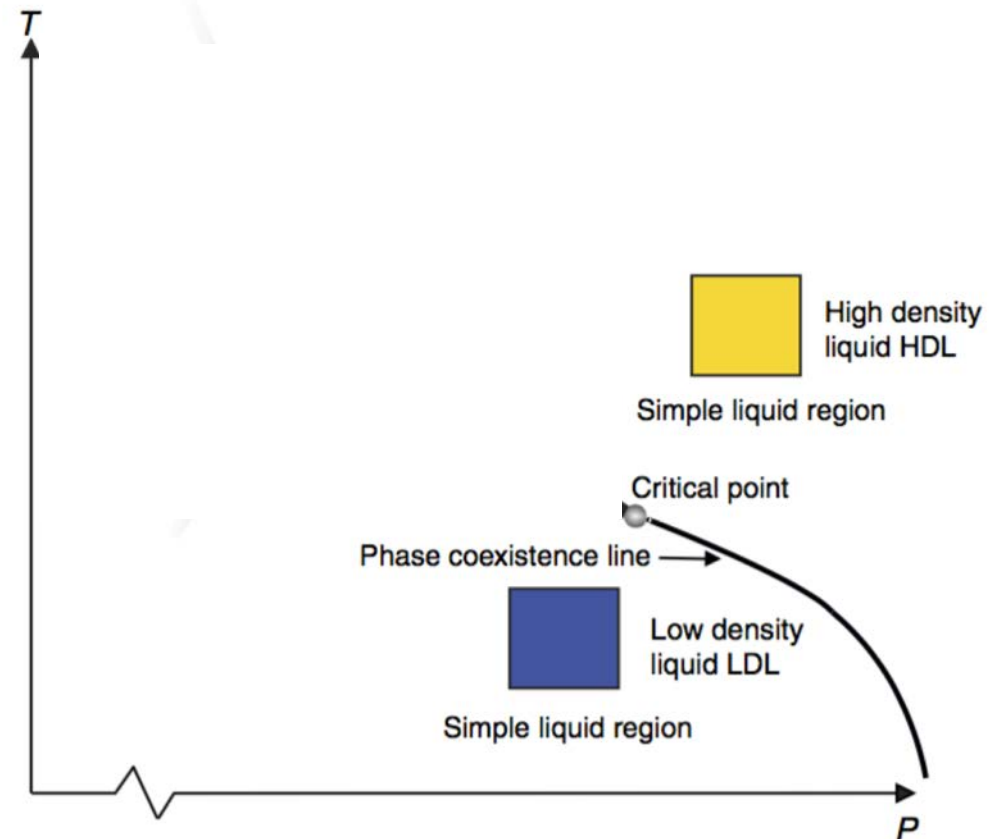 T
High density
liquid HDL
Simple liquid region
Critical point
Phase coexistence line
Low density
liquid LDL
Simple liquid region
P